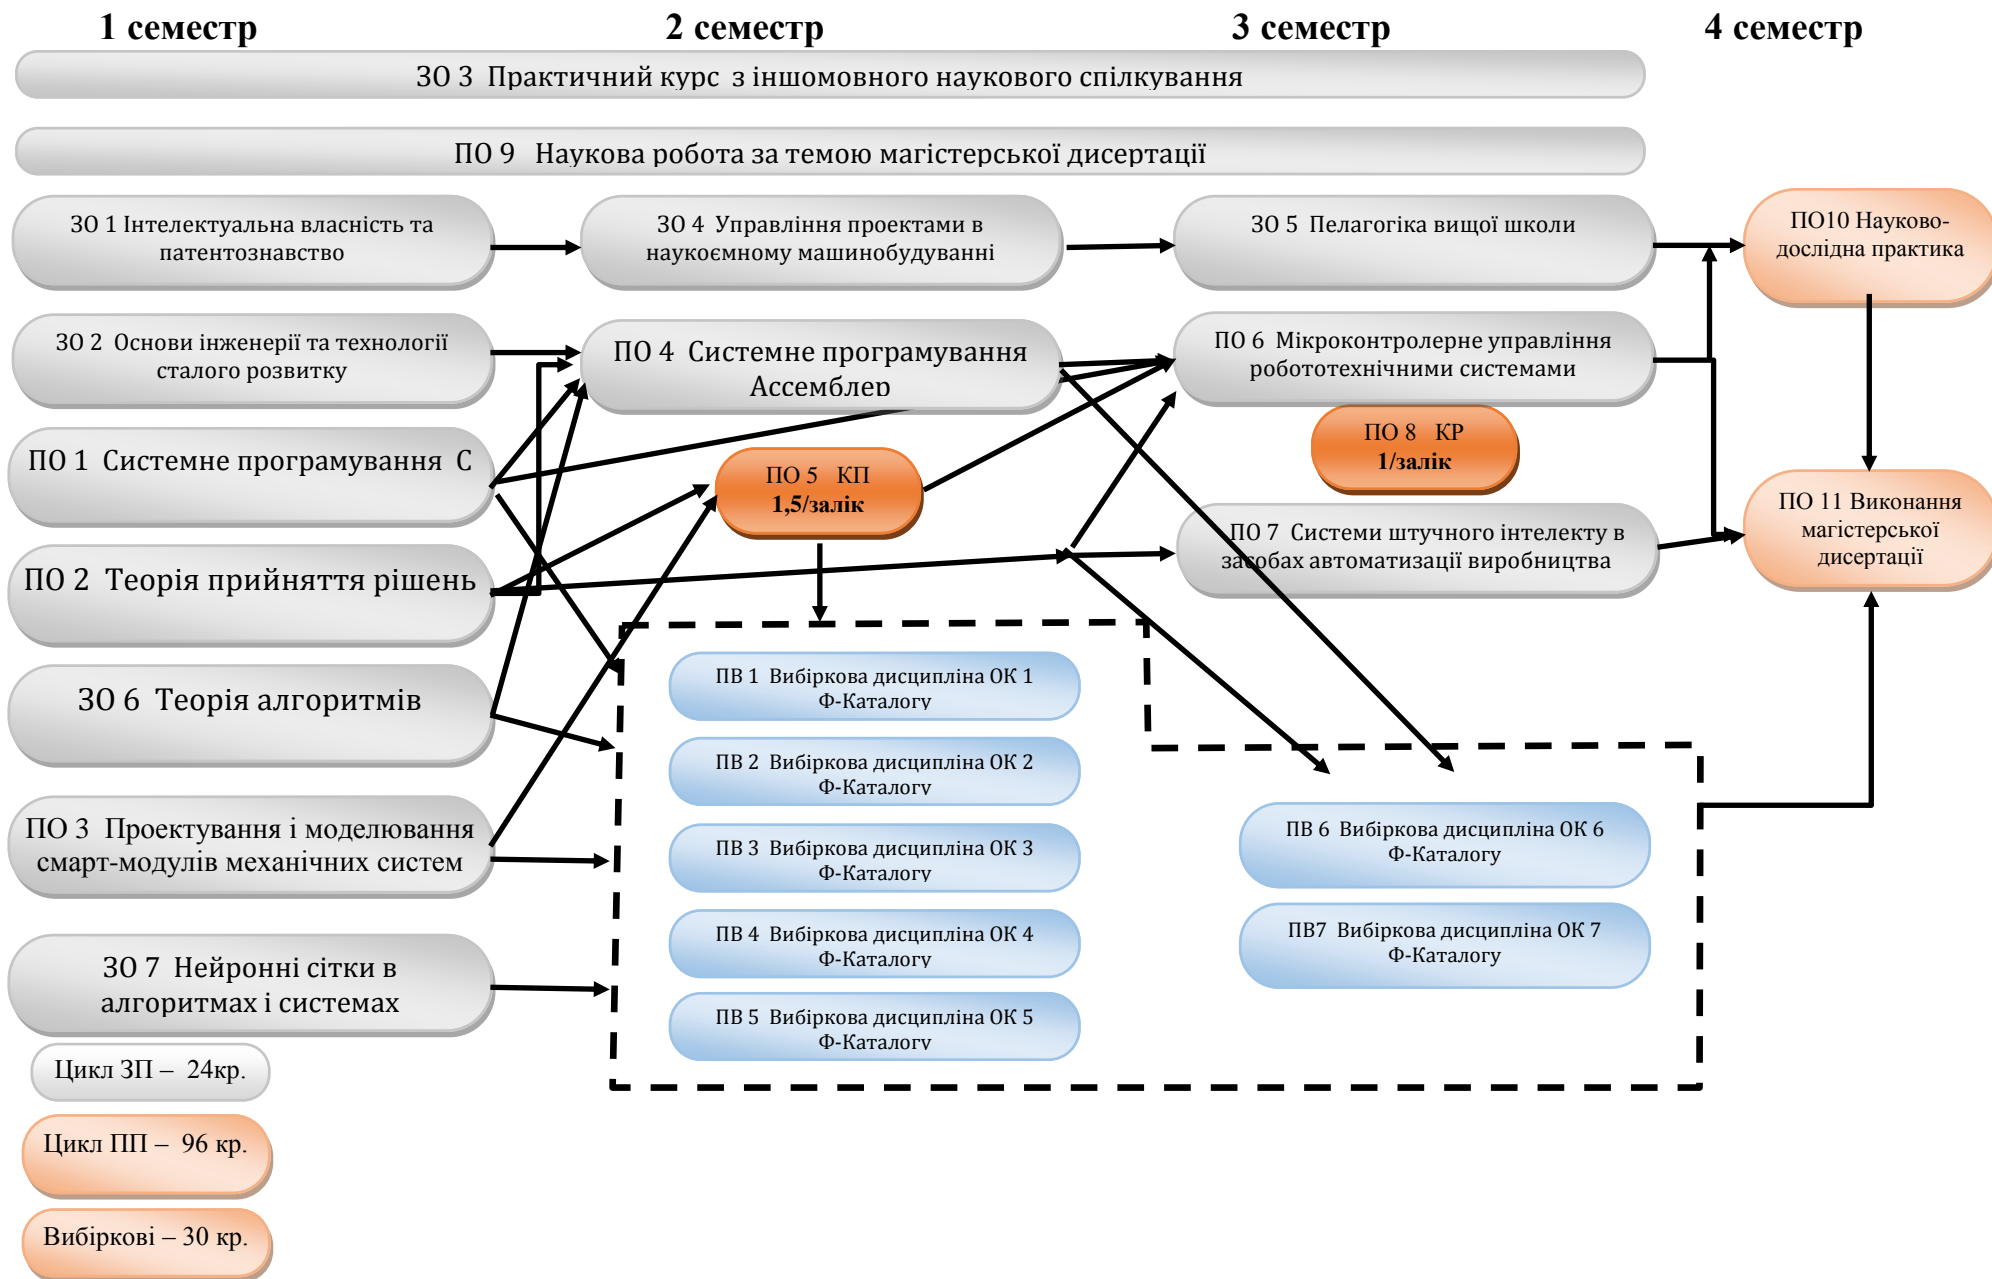 1 семестр
2 семестр
3 семестр
4 семестр
ЗО 3 Практичний курс з іншомовного наукового спілкування
ПО 9 Наукова робота за темою магістерської дисертації
ЗО 1 Інтелектуальна власність та
патентознавство
ЗО 4 Управління проектами в
наукоємному машинобудуванні
ЗО 5 Пелагогіка вищої школи
ПО10 Науково-
дослідна практика
ЗО 2 Основи інженерії та технології
сталого розвитку
ПО 4 Системне програмування
Ассемблер
ПО 6 Мікроконтролерне управління
робототехнічними системами
ПО 1 Системне програмування С
ПО 5 КП
1,5/залік
ПО 8 КР
1/залік
ПО 11 Виконання
магістерської
дисертації
ПО 2 Теорія прийняття рішень
ПО 7 Системи штучного інтелекту в
засобах автоматизації виробництва
ЗО 6 Теорія алгоритмів
ПВ 1 Вибіркова дисципліна ОК 1
Ф-Каталогу
ПВ 2 Вибіркова дисципліна ОК 2
Ф-Каталогу
ПО 3 Проектування і моделювання
смарт-модулів механічних систем
ПВ 3 Вибіркова дисципліна ОК 3
Ф-Каталогу
ПВ 6 Вибіркова дисципліна ОК 6
Ф-Каталогу
ПВ 4 Вибіркова дисципліна ОК 4
Ф-Каталогу
ПВ7 Вибіркова дисципліна ОК 7
Ф-Каталогу
ЗО 7 Нейронні сітки в
алгоритмах і системах
ПВ 5 Вибіркова дисципліна ОК 5
Ф-Каталогу
Цикл ЗП – 24кр.
Цикл ПП – 96 кр.
Вибіркові – 30 кр.